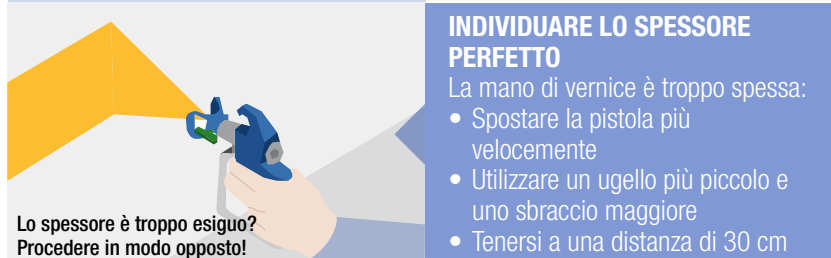 INDIVIDUARE LO SPESSORE
PERFETTO
La mano di vernice è troppo spessa:
• Spostare la pistola più
velocemente
• Utilizzare un ugello più piccolo e
uno sbraccio maggiore
• Tenersi a una distanza di 30 cm
Lo spessore è troppo esiguo?
Procedere in modo opposto!